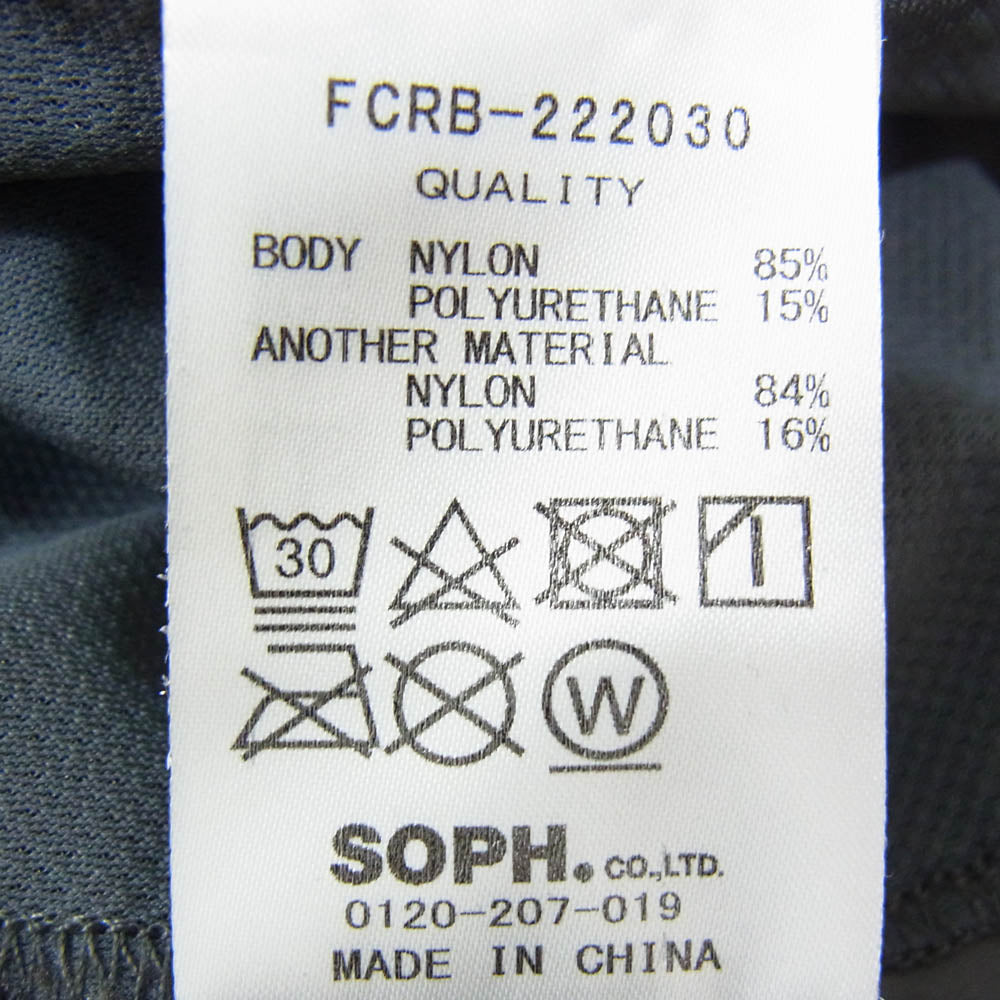 FCRB-222030
QUALITY
BODY NYLON 85%
POLYURETHANE 15%
ANOTHER MATERIAL
NYLON 84%
POLYURETHANE 16%
30
W
SOPH. CO.,LTD.
0120-207-019
MADE IN CHINA